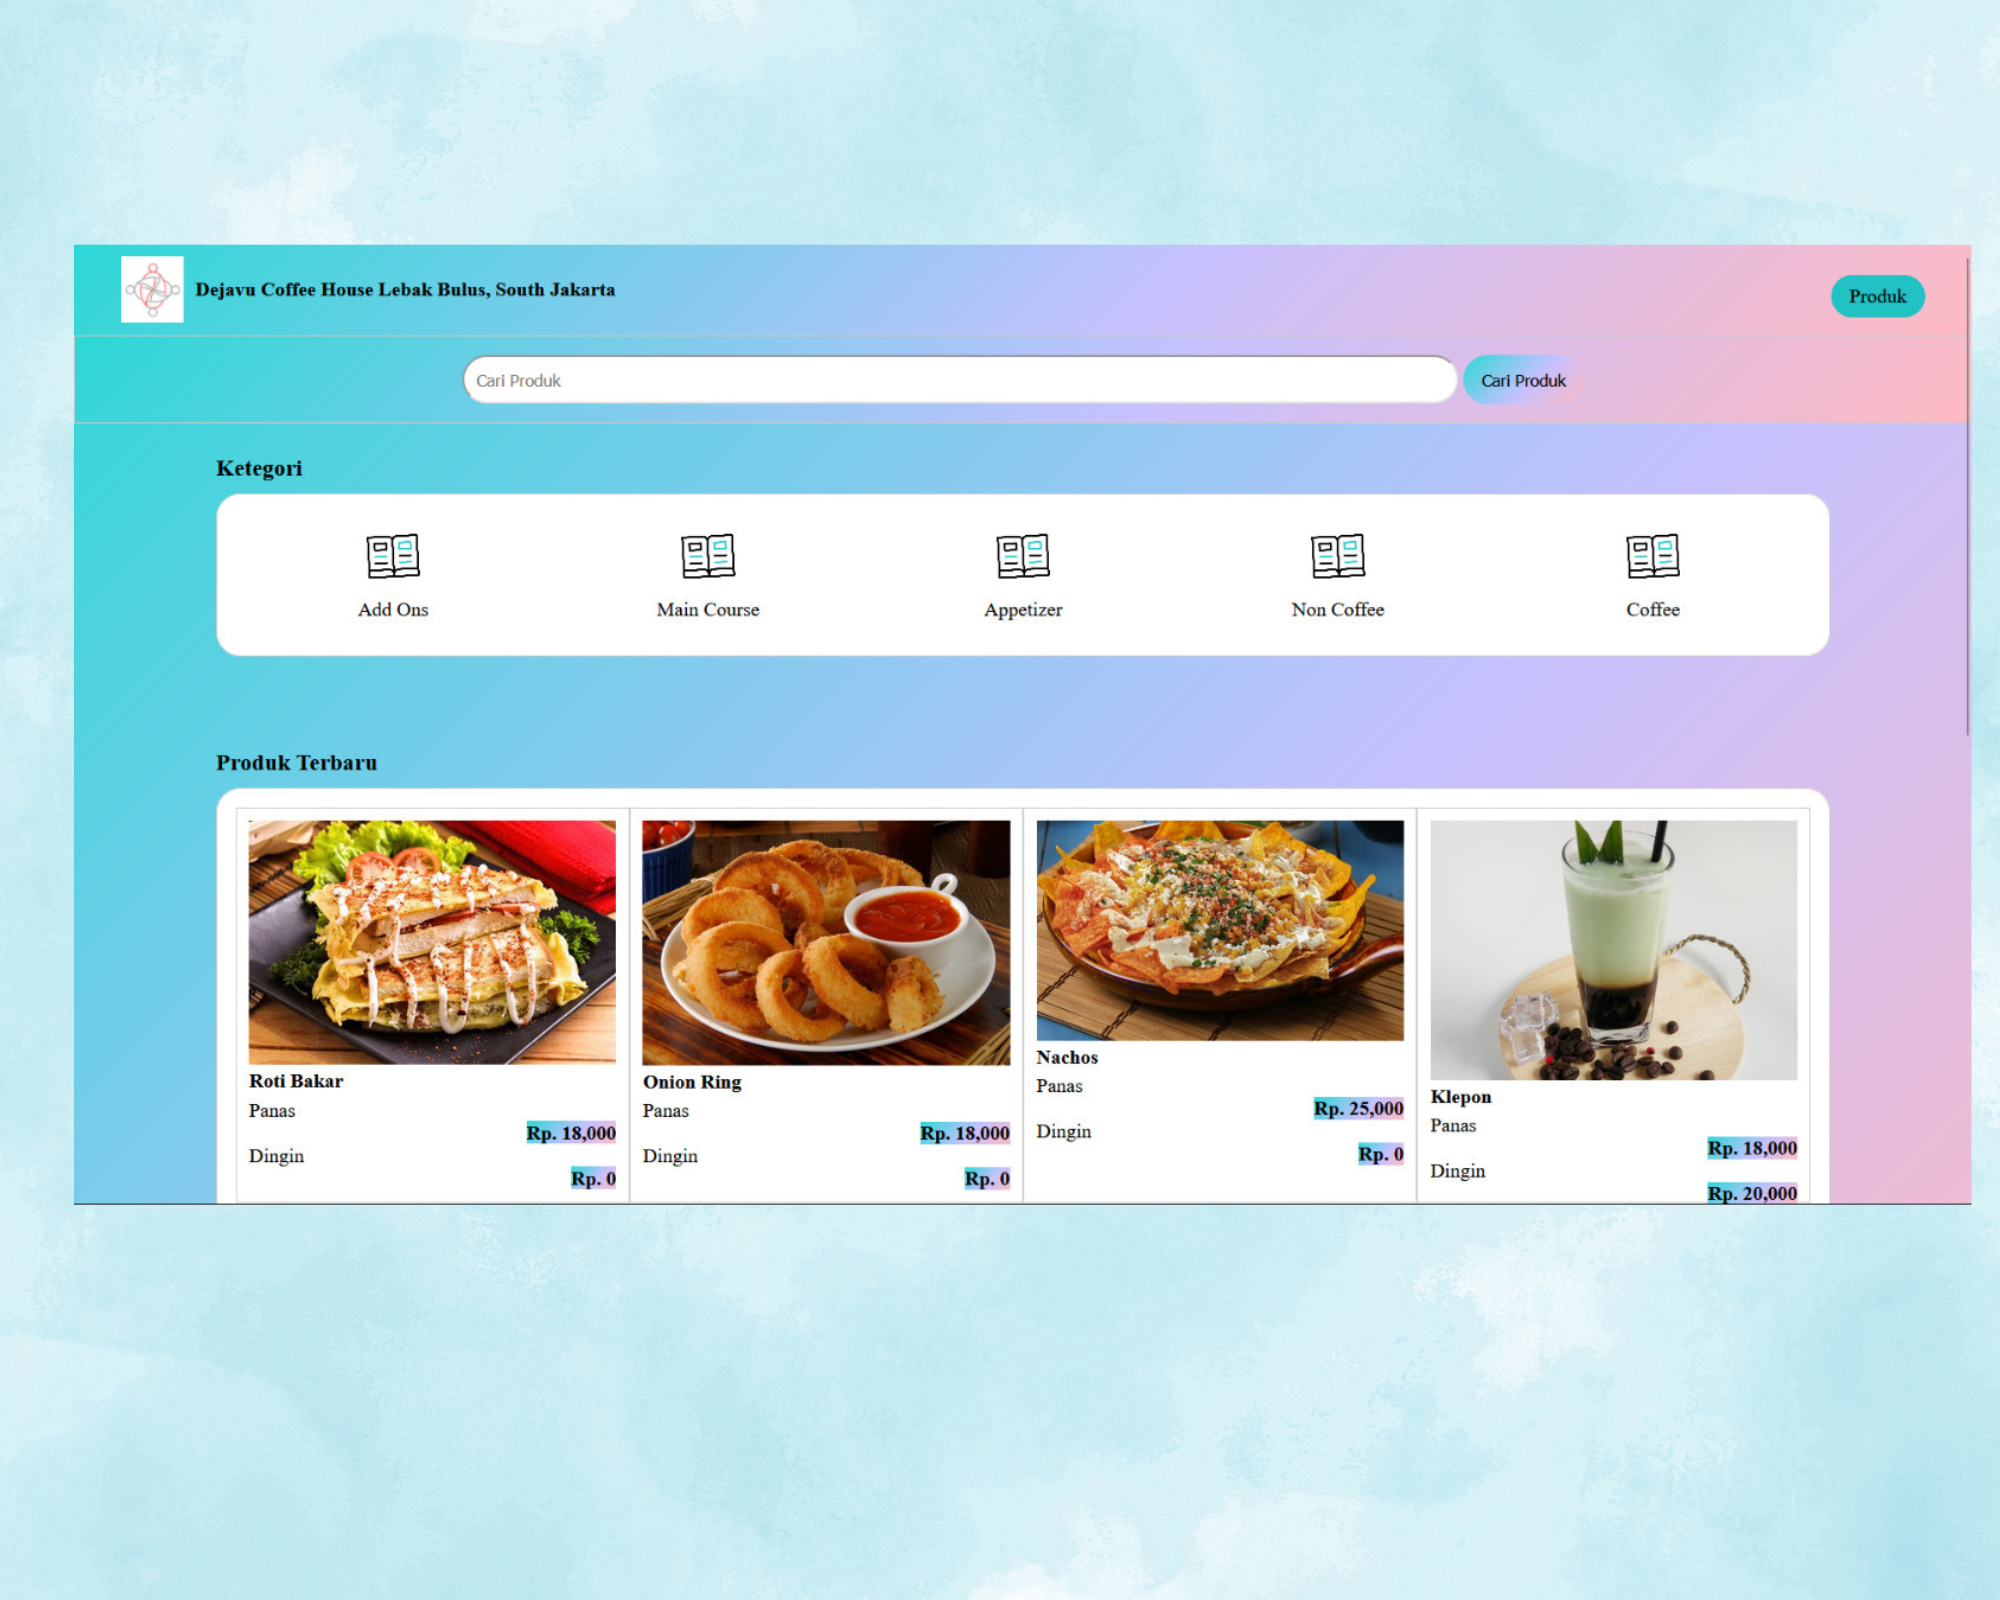 Dejavu Coffee House Lebak Bulus, South Jakarta
Produk
Cari Produk
Cari Produk
Ketegori
Add Ons
Main Course
Appetizer
Non Coffee
Coffee
Produk Terbaru
Roti Bakar
Panas
Rp. 18,000
Dingin
Rp. 0
Onion Ring
Panas
Rp. 18,000
Dingin
Rp. 0
Nachos
Panas
Rp. 25,000
Dingin
Rp. 0
Klepon
Panas
Rp. 18,000
Dingin
Rp. 20,000